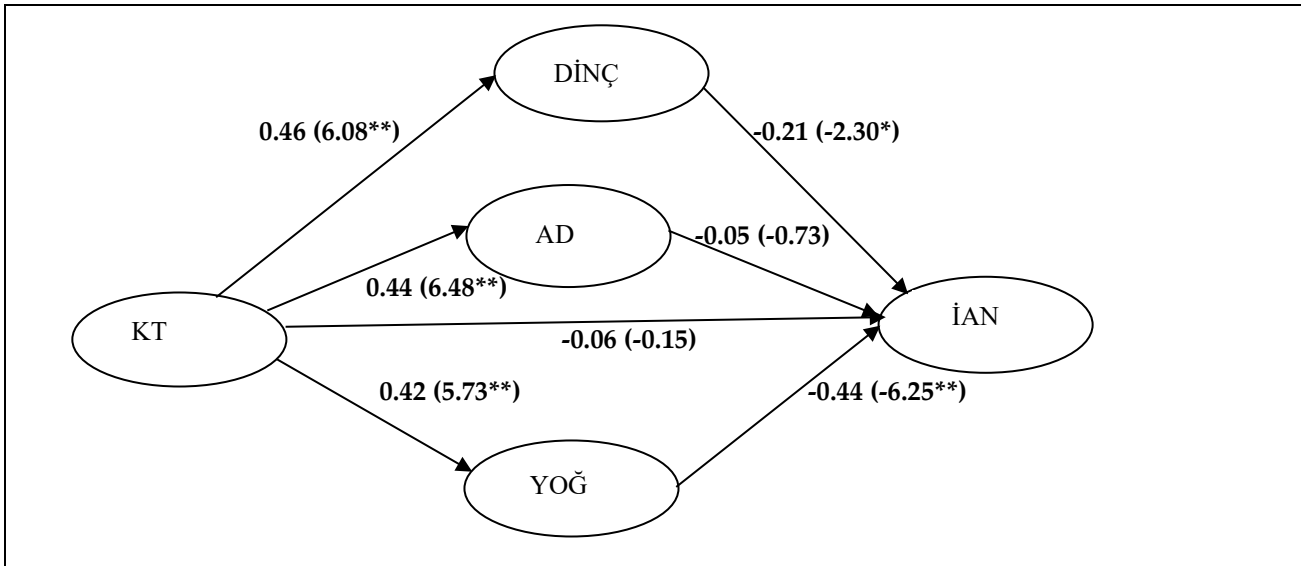 DİNÇ
0.46 (6.08**)
-0.21 (-2.30*)
AD
-0.05 (-0.73)
0.44 (6.48**)
KT
İAN
-0.06 (-0.15)
0.42 (5.73**)
-0.44 (-6.25**)
YOĞ